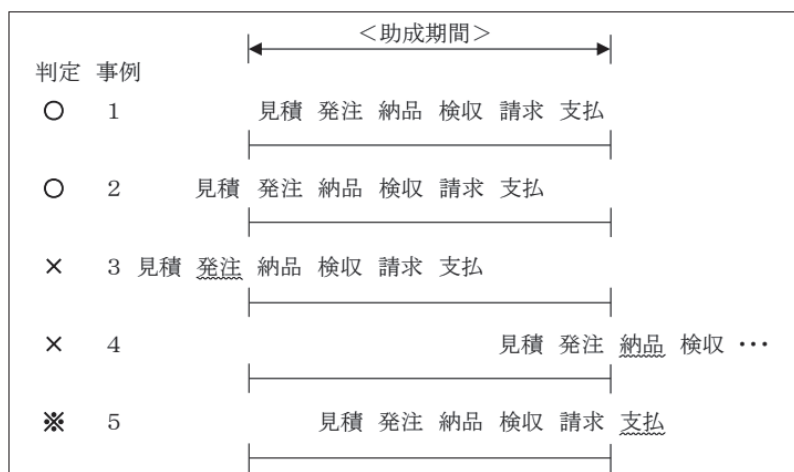 ＜助成期間＞
判定 事例
○ 1 見積 発注 納品 検収 請求 支払
○ 2 見積 発注 納品 検収 請求 支払
× 3 見積 発注 納品 検収 請求 支払
× 4 見積 発注 納品 検収 ・・・
※ 5 見積 発注 納品 検収 請求 支払